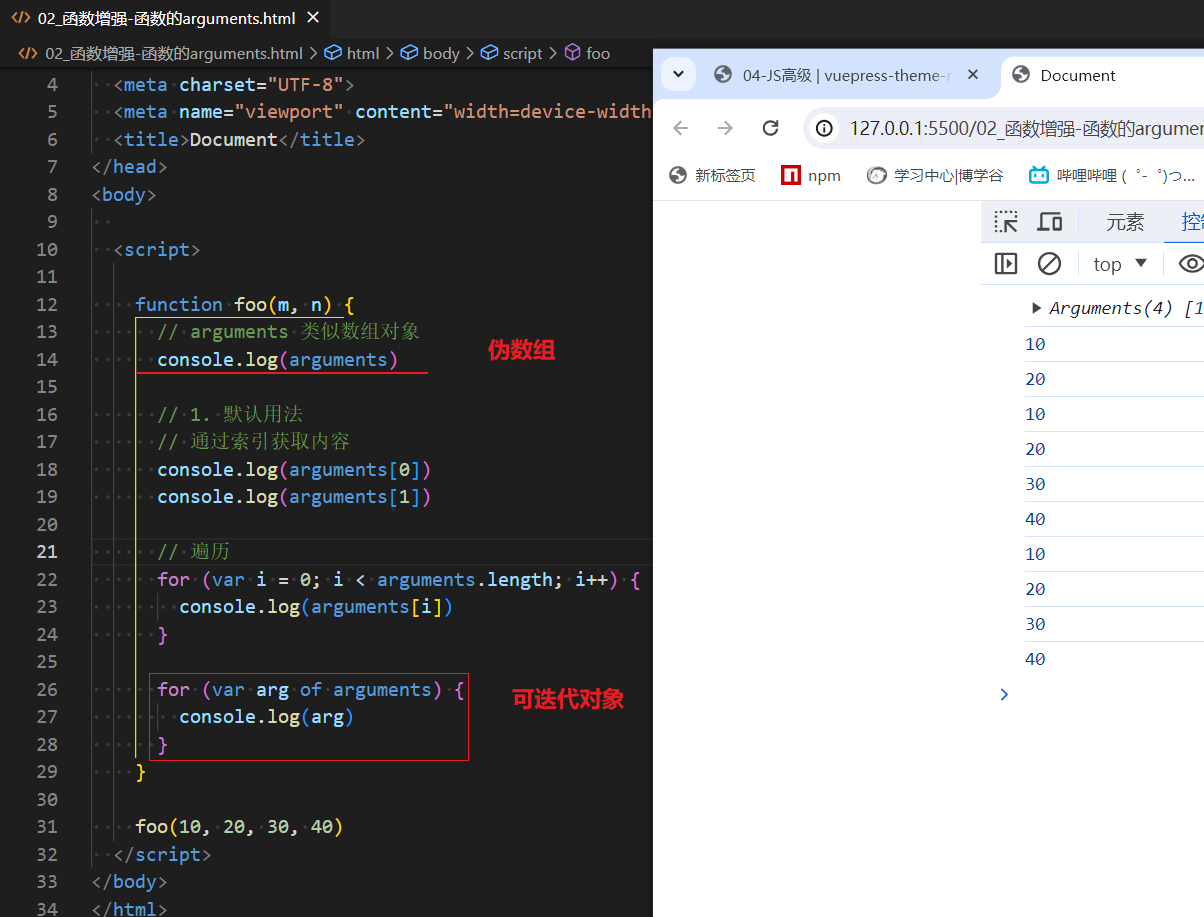 02_函数增强-函数的arguments.html
02_函数增强-函数的arguments.html > html > body > script > foo
4 <meta charset="UTF-8">
5 <meta name="viewport" content="width=device-width
6 <title>Document</title>
7 </head>
8 <body>
9
10 <script>
11
12 function foo(m, n) {
13 // arguments 类似数组对象
14 console.log(arguments)
伪数组
15
16 // 1. 默认用法
17 // 通过索引获取内容
18 console.log(arguments[0])
19 console.log(arguments[1])
20
21 // 遍历
22 for (var i = 0; i < arguments.length; i++) {
23 console.log(arguments[i])
24 }
25
26 for (var arg of arguments) {
可迭代对象
27 console.log(arg)
28 }
29 }
30
31 foo(10, 20, 30, 40)
32 </script>
33 </body>
34 </html>
04-JS高级 | vuepress-theme-
Document
127.0.0.1:5500/02_函数增强-函数的argumen
新标签页 npm 学习中心|博学谷 哔哩哔哩 (゜-゜)つ...
元素
top
Arguments(4) [1
10
20
10
20
30
40
10
20
30
40